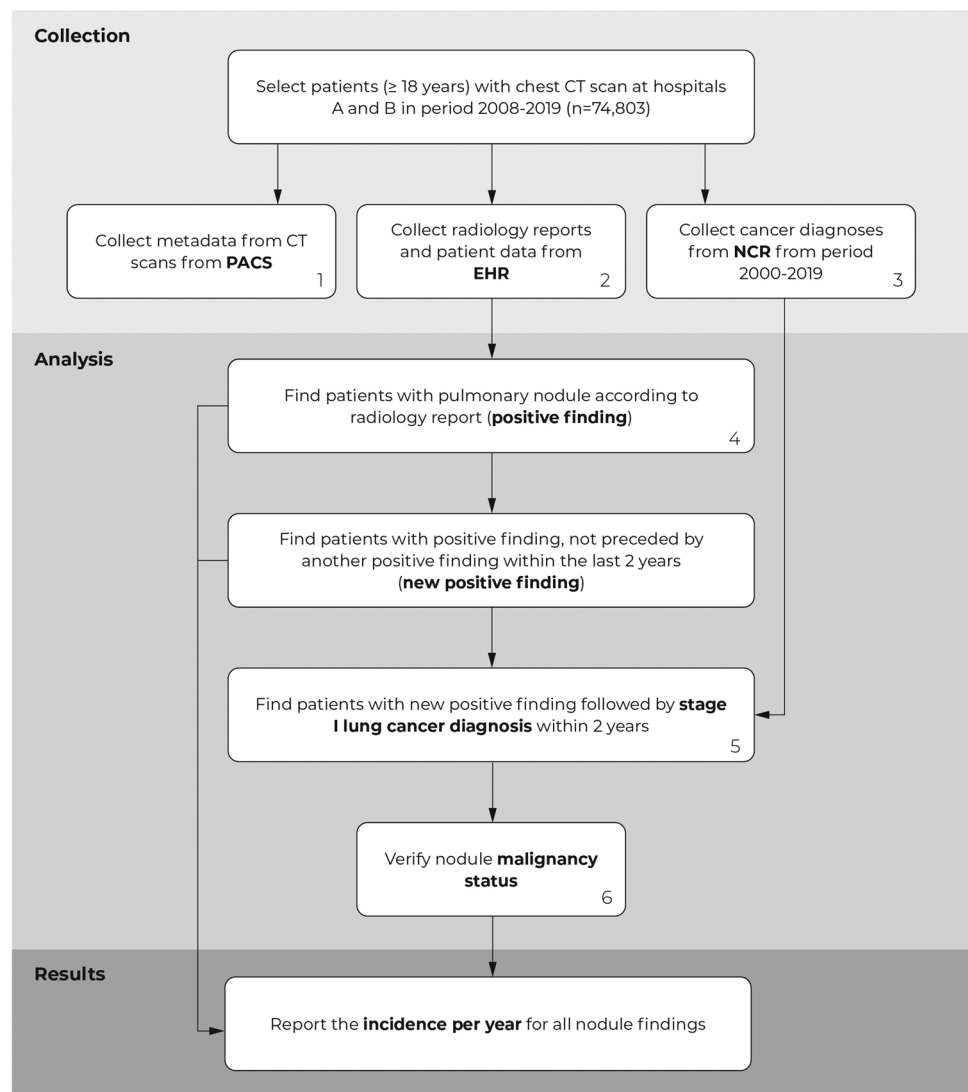 Collection
Select patients (≥ 18 years) with chest CT scan at hospitals
A and B in period 2008-2019 (n=74,803)
Collect metadata from CT
scans from PACS
1
Collect radiology reports
and patient data from
EHR
2
Collect cancer diagnoses
from NCR from period
2000-2019
3
Analysis
Find patients with pulmonary nodule according to
radiology report (positive finding)
4
Find patients with positive finding, not preceded by
another positive finding within the last 2 years
(new positive finding)
Find patients with new positive finding followed by stage
I lung cancer diagnosis within 2 years
5
Verify nodule malignancy
status
6
Results
Report the incidence per year for all nodule findings